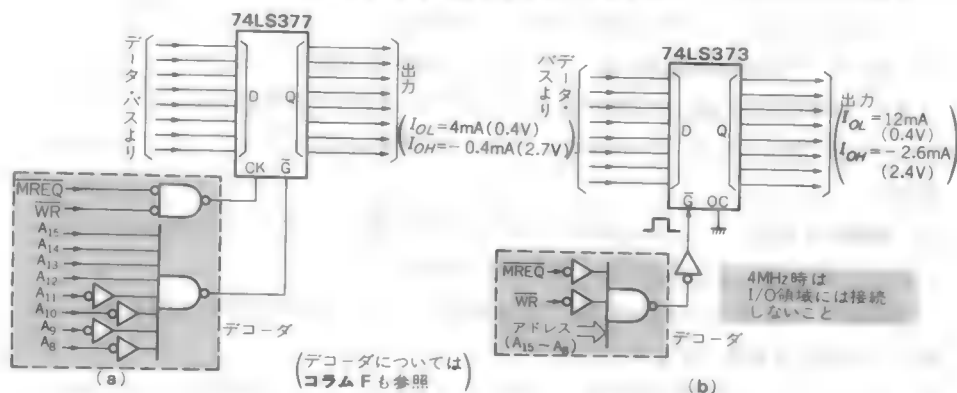 74LS377
データ・バスより
D
Q
出力
(I_OL=4mA(0.4V)
I_OH=-0.4mA(2.7V))
CK
G̅
M̅R̅E̅Q̅
W̅R̅
A15
A14
A13
A12
A11
A10
A9
A8
デコーダ
(a)
(デコーダについては
コラムFも参照)
74LS373
データ・
バスより
D
Q
出力
(I_OL=12mA
(0.4V)
I_OH=-2.6mA
(2.4V))
G̅
OC
M̅R̅E̅Q̅
W̅R̅
アドレス
(A15~A8)
デコーダ
4MHz時は
I/O領域には接続
しないこと
(b)